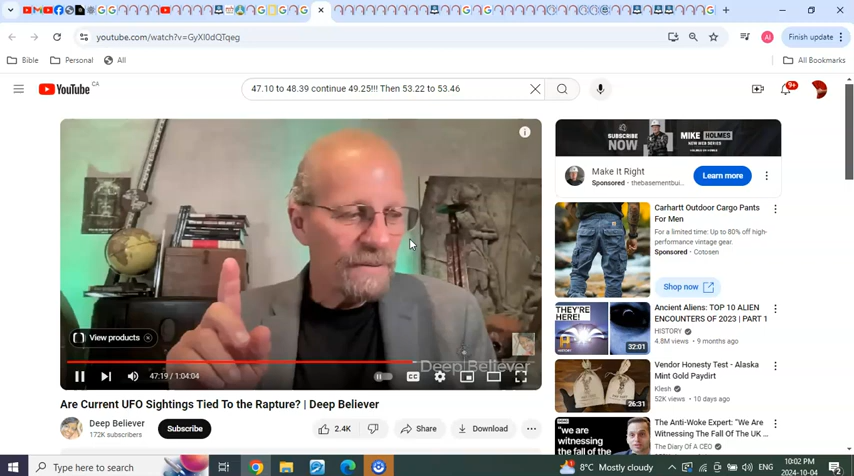 Finish update
youtube.com/watch?v=GyXl0dQTqeg
AI
Bible
Personal
All
All Bookmarks
YouTube CA
47.10 to 48.39 continue 49.25!!! Then 53.22 to 53.46
9+
SUBSCRIBE NOW
MIKE HOLMES
Make It Right
Sponsored · thebasementbui...
Learn more
Carhartt Outdoor Cargo Pants For Men
For a limited time: Up to 80% off high-performance vintage gear.
Sponsored · Cotosen
Shop now
View products
Deep Believer
47:19 / 1:04:04
CC
THEY'RE HERE!
32:01
Ancient Aliens: TOP 10 ALIEN ENCOUNTERS OF 2023 | PART 1
HISTORY
4.8M views · 9 months ago
Are Current UFO Sightings Tied To the Rapture? | Deep Believer
Vendor Honesty Test - Alaska Mint Gold Paydirt
Klesh
52K views · 10 days ago
26:31
Deep Believer
172K subscribers
Subscribe
2.4K
Share
Download
"we are witnessing the fall of
The Anti-Woke Expert: "We Are Witnessing The Fall Of The UK ...
The Diary Of A CEO
Type here to search
8°C Mostly cloudy
ENG
10:02 PM
2024-10-04